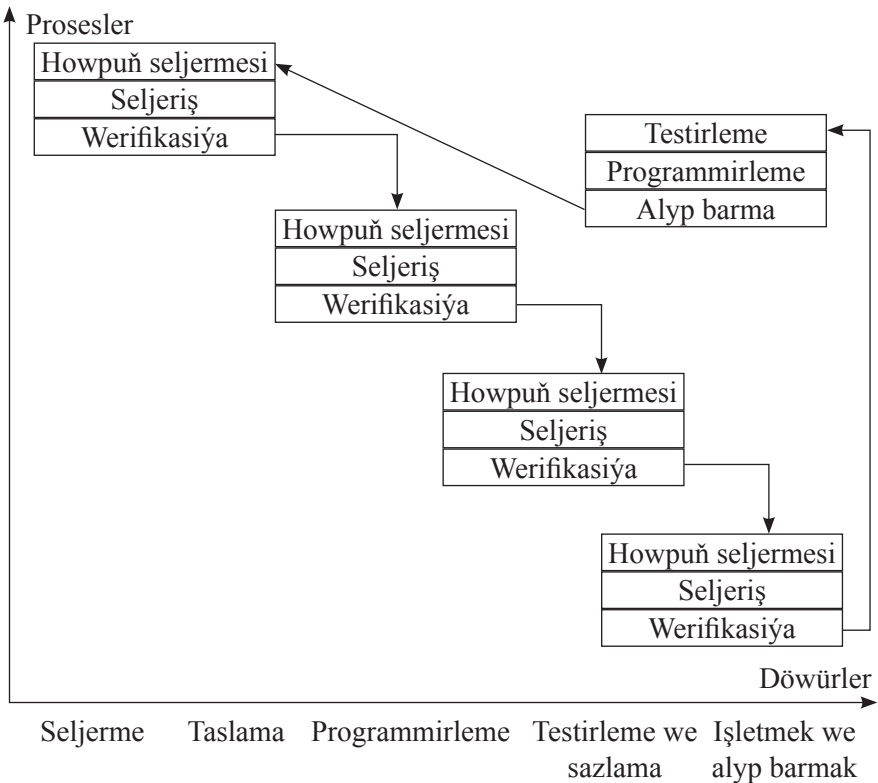 Prosesler
Howpuň seljermesi
Seljeriş
Werifikasiýa
Testirleme
Programmirleme
Alyp barma
Howpuň seljermesi
Seljeriş
Werifikasiýa
Howpuň seljermesi
Seljeriş
Werifikasiýa
Howpuň seljermesi
Seljeriş
Werifikasiýa
Döwürler
Seljerme Taslama Programmirleme Testirleme we Işletmek we
sazlama alyp barmak